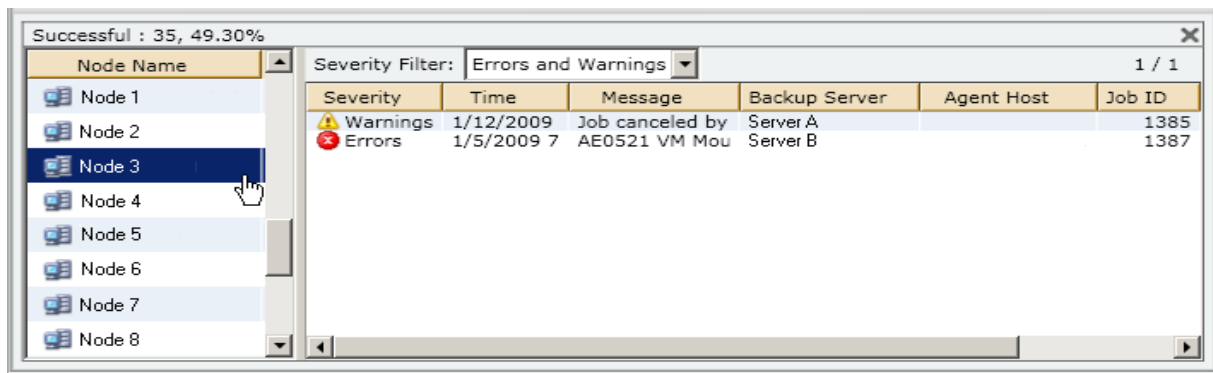 Successful : 35, 49.30%
Node Name
Node 1
Node 2
Node 3
Node 4
Node 5
Node 6
Node 7
Node 8
Severity Filter: Errors and Warnings 1 / 1
Severity Time Message Backup Server Agent Host Job ID
Warnings 1/12/2009 Job canceled by Server A 1385
Errors 1/5/2009 7 AE0521 VM Mou Server B 1387